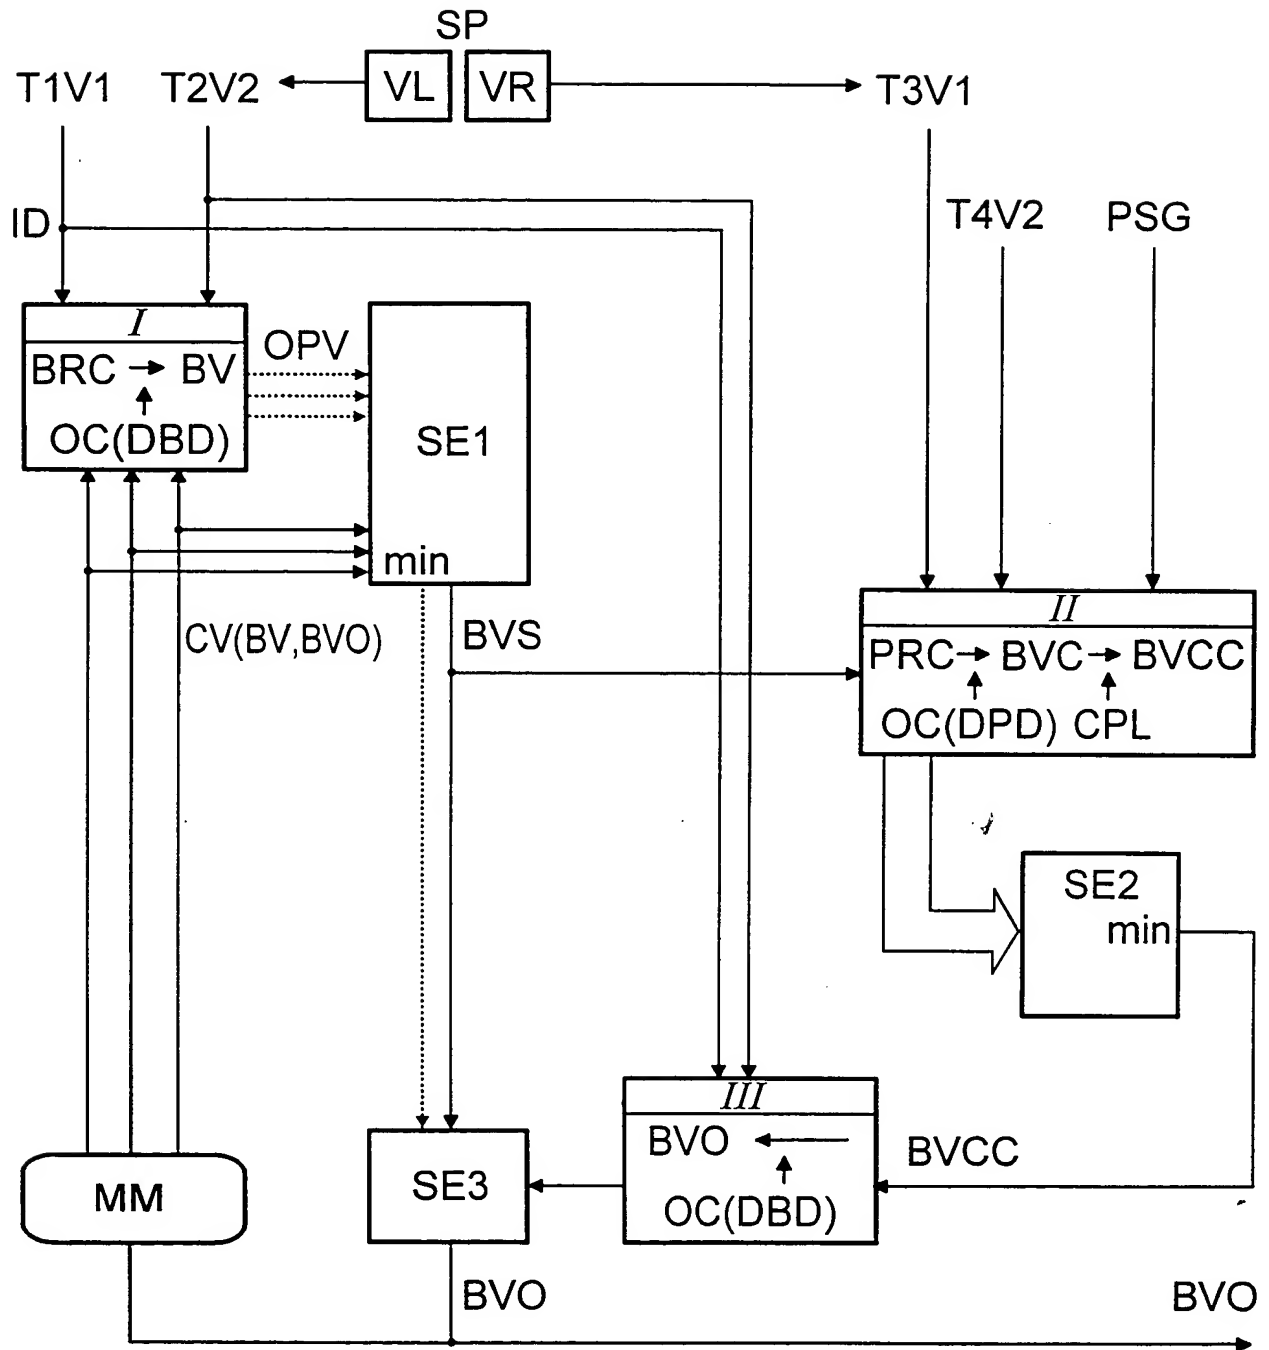 SP
T1V1 T2V2 VL VR T3V1
ID T4V2 PSG
I
OPV
BRC BV
OC(DBD)
SE1
min
II
CV(BV,BVO) BVS
PRC BVC BVCC
OC(DPD) CPL
SE2
min
III
BVO BVCC
MM SE3
OC(DBD)
BVO BVO